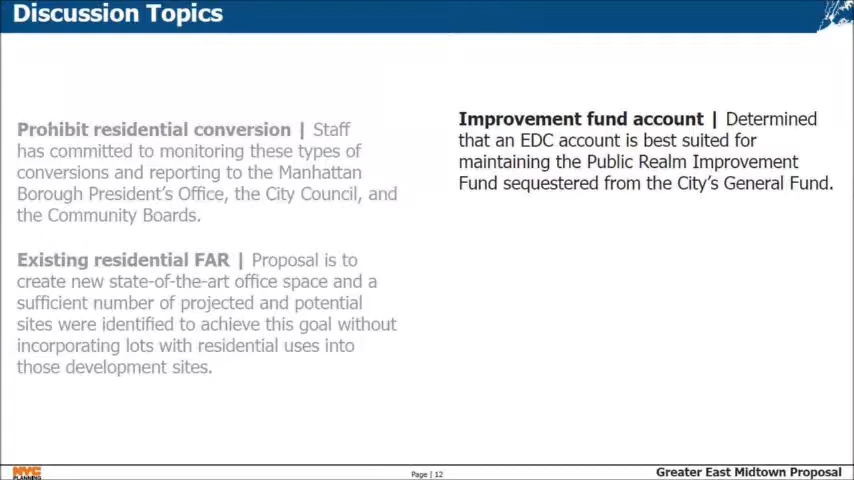 Discussion Topics
Prohibit residential conversion | Staff
has committed to monitoring these types of
conversions and reporting to the Manhattan
Borough President's Office, the City Council, and
the Community Boards.
Existing residential FAR | Proposal is to
create new state-of-the-art office space and a
sufficient number of projected and potential
sites were identified to achieve this goal without
incorporating lots with residential uses into
those development sites.
Improvement fund account | Determined
that an EDC account is best suited for
maintaining the Public Realm Improvement
Fund sequestered from the City's General Fund.
NYC
PLANNING
Page | 12
Greater East Midtown Proposal